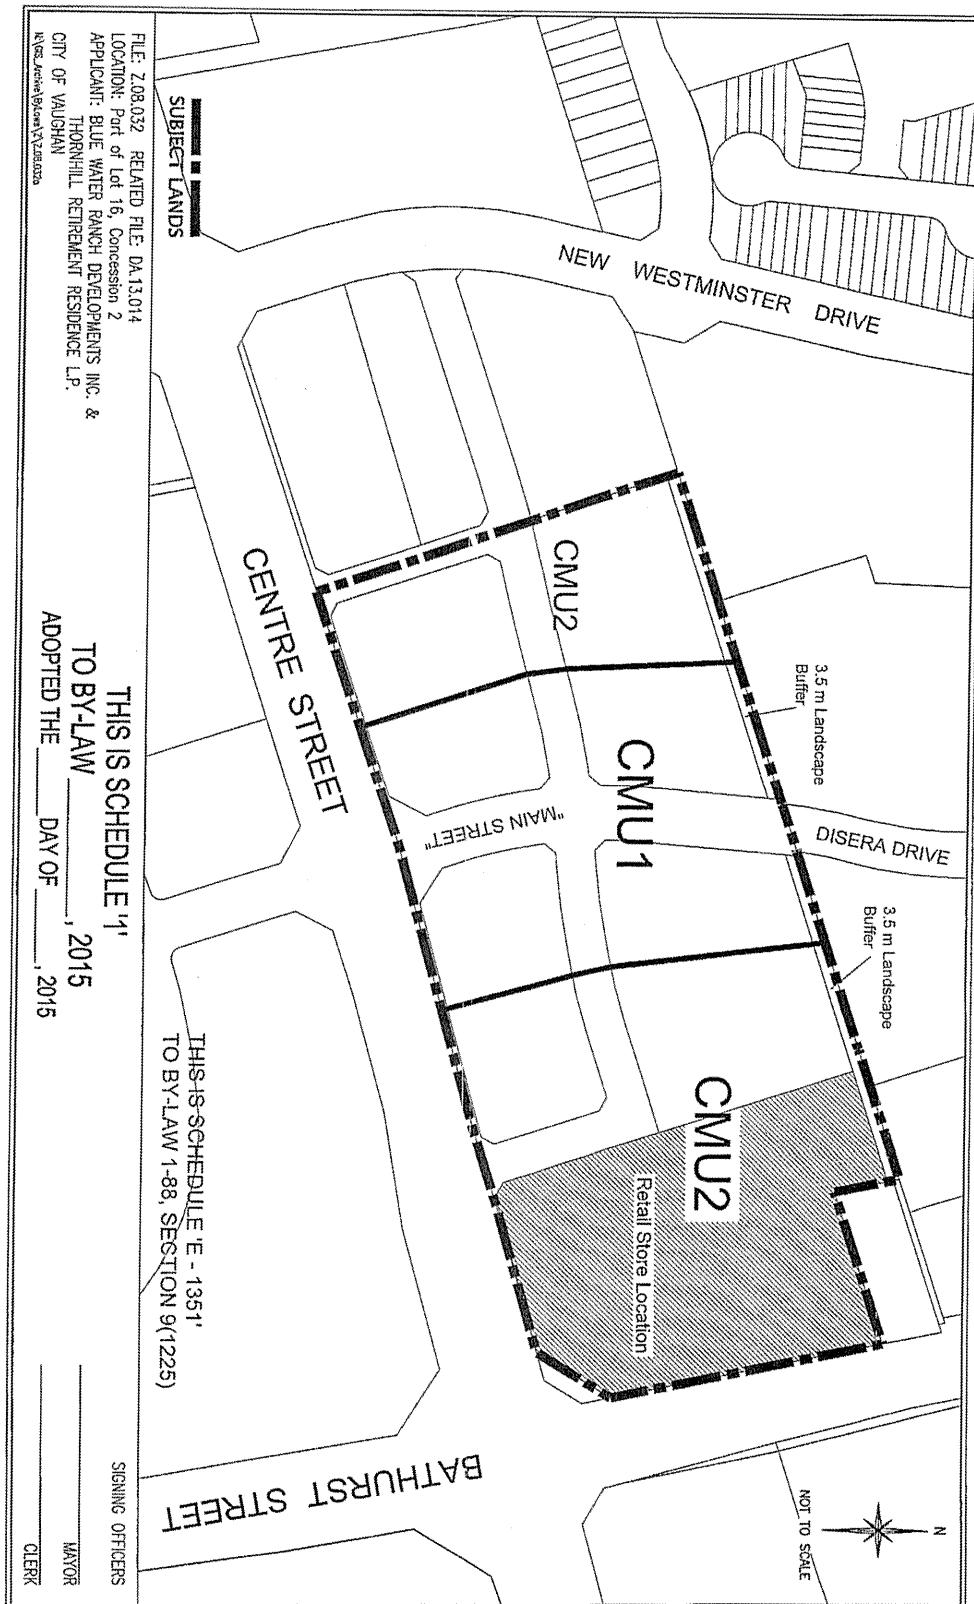 N
NOT TO SCALE
NEW WESTMINSTER DRIVE
3.5 m Landscape
Buffer
DISERA DRIVE
3.5 m Landscape
Buffer
CMU2
CMU1
CMU2
"MAIN STREET"
Retail Store Location
CENTRE STREET
BATHURST STREET
SUBJECT LANDS
THIS IS SCHEDULE 'E - 1351'
TO BY-LAW 1-88, SECTION 9(1225)
FILE: Z.08.032 RELATED FILE: DA.13.014
LOCATION: Part of Lot 16, Concession 2
APPLICANT: BLUE WATER RANCH DEVELOPMENTS INC. &
THORNHILL RETIREMENT RESIDENCE L.P.
CITY OF VAUGHAN
THIS IS SCHEDULE '1'
TO BY-LAW ______, 2015
ADOPTED THE ___ DAY OF _____, 2015
SIGNING OFFICERS
MAYOR
CLERK